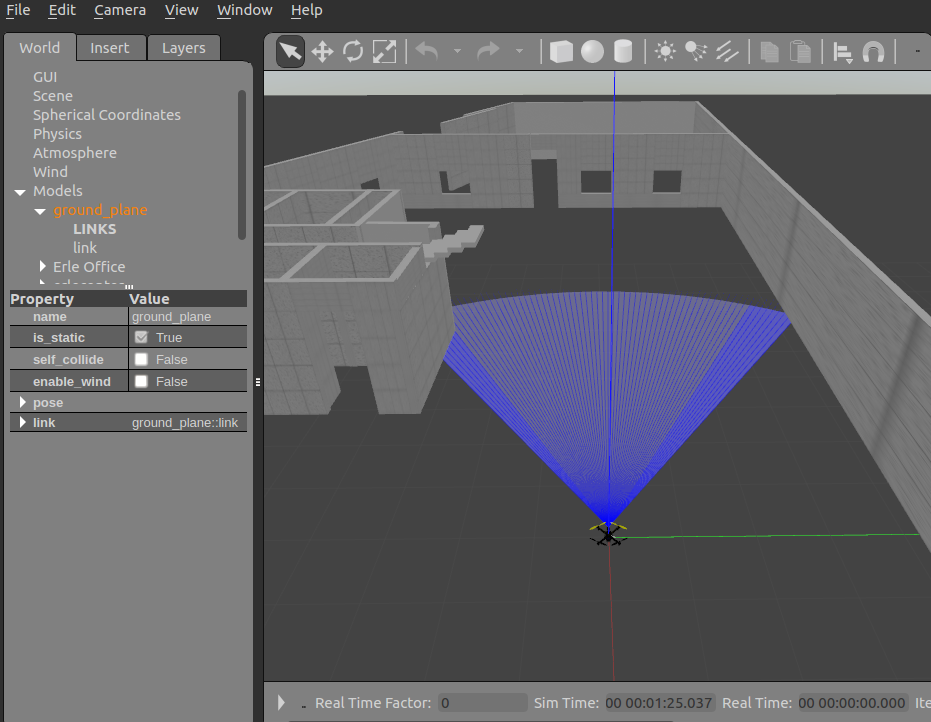 File Edit Camera View Window Help
World Insert Layers
GUI
Scene
Spherical Coordinates
Physics
Atmosphere
Wind
Models
ground_plane
LINKS
link
Erle Office
Property Value
name ground_plane
is_static True
self_collide False
enable_wind False
pose
link ground_plane::link
Real Time Factor: 0 Sim Time: 00 00:01:25.037 Real Time: 00 00:00:00.000 Ite